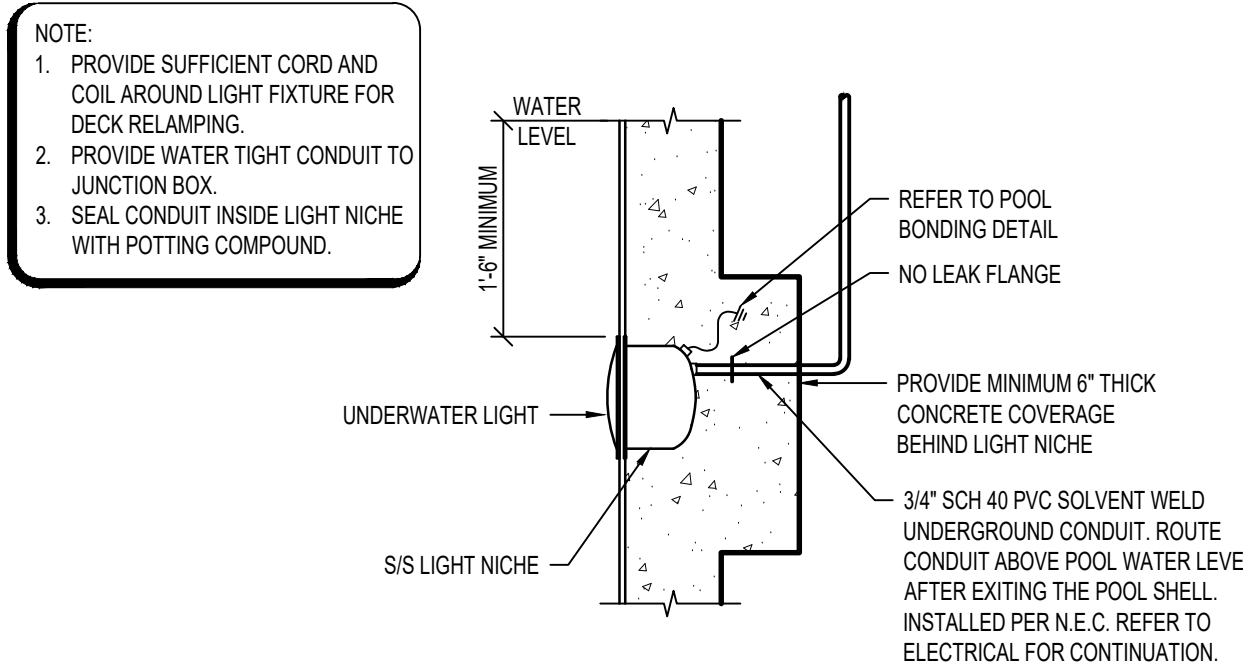 NOTE:
1. PROVIDE SUFFICIENT CORD AND
COIL AROUND LIGHT FIXTURE FOR
DECK RELAMPING.
2. PROVIDE WATER TIGHT CONDUIT TO
JUNCTION BOX.
3. SEAL CONDUIT INSIDE LIGHT NICHE
WITH POTTING COMPOUND.
WATER
LEVEL
1'-6" MINIMUM
UNDERWATER LIGHT
S/S LIGHT NICHE
REFER TO POOL
BONDING DETAIL
NO LEAK FLANGE
PROVIDE MINIMUM 6" THICK
CONCRETE COVERAGE
BEHIND LIGHT NICHE
3/4" SCH 40 PVC SOLVENT WELD
UNDERGROUND CONDUIT. ROUTE
CONDUIT ABOVE POOL WATER LEVE
AFTER EXITING THE POOL SHELL.
INSTALLED PER N.E.C. REFER TO
ELECTRICAL FOR CONTINUATION.